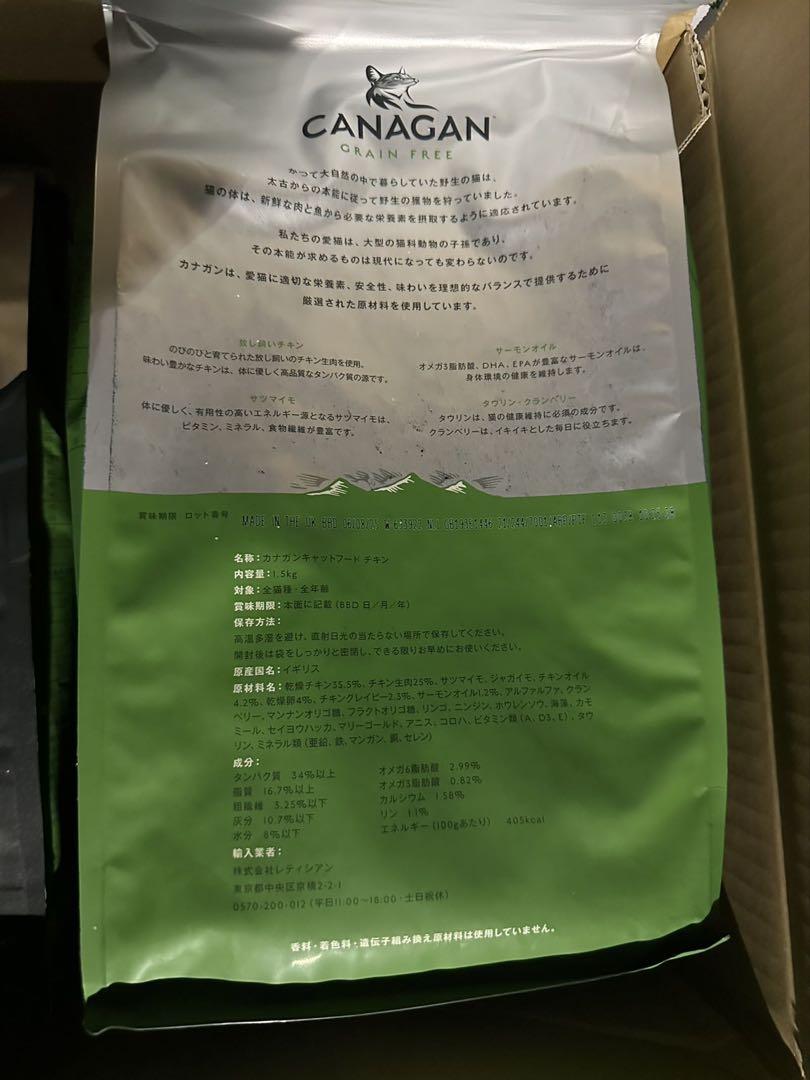 CANAGAN
GRAIN FREE
かつて大自然の中で暮らしていた野生の猫は、
太古からの本能に従って野生の獲物を狩っていました。
猫の体は、新鮮な肉と魚から必要な栄養素を摂取するように適応されています。
私たちの愛猫は、大型の猫科動物の子孫であり、
その本能が求めるものは現代になっても変わらないのです。
カナガンは、愛猫に適切な栄養素、安全性、味わいを理想的なバランスで提供するために
厳選された原材料を使用しています。
放し飼いチキン
のびのびと育てられた放し飼いのチキン生肉を使用。
味わい豊かなチキンは、体に優しく高品質なタンパク質の源です。
サーモンオイル
オメガ3脂肪酸、DHA、EPAが豊富なサーモンオイルは、
身体環境の健康を維持します。
サツマイモ
体に優しく、有用性の高いエネルギー源となるサツマイモは、
ビタミン、ミネラル、食物繊維が豊富です。
タウリン・クランベリー
タウリンは、猫の健康維持に必須の成分です。
クランベリーは、イキイキとした毎日に役立ちます。
賞味期限 ロット番号
MADE IN THE UK BBD
名称：カナガンキャットフード チキン
内容量：1.5kg
対象：全猫種・全年齢
賞味期限：本面に記載（BBD 日／月／年）
保存方法：
高温多湿を避け、直射日光の当たらない場所で保存してください。
開封後は袋をしっかりと密閉し、できる限りお早めにお使いください。
原産国名：イギリス
原材料名：乾燥チキン35.5%、チキン生肉25%、サツマイモ、ジャガイモ、チキンオイル
4.2%、乾燥卵4%、チキングレイビー2.3%、サーモンオイル1.2%、アルファルファ、クラン
ベリー、マンナンオリゴ糖、フラクトオリゴ糖、リンゴ、ニンジン、ホウレンソウ、海藻、カモ
ミール、セイヨウハッカ、マリーゴールド、アニス、コロハ、ビタミン類（A、D3、E）、タウ
リン、ミネラル類（亜鉛、鉄、マンガン、銅、セレン）
成分：
タンパク質 34%以上
脂質 16.7%以上
粗繊維 3.25%以下
灰分 10.7%以下
水分 8%以下
オメガ6脂肪酸 2.99%
オメガ3脂肪酸 0.82%
カルシウム 1.58%
リン 1.1%
エネルギー（100gあたり） 405kcal
輸入業者：
株式会社レティシアン
東京都中央区京橋2-2-1
0570-200-012（平日11:00〜16:00・土日祝休）
香料・着色料・遺伝子組み換え原材料は使用していません。